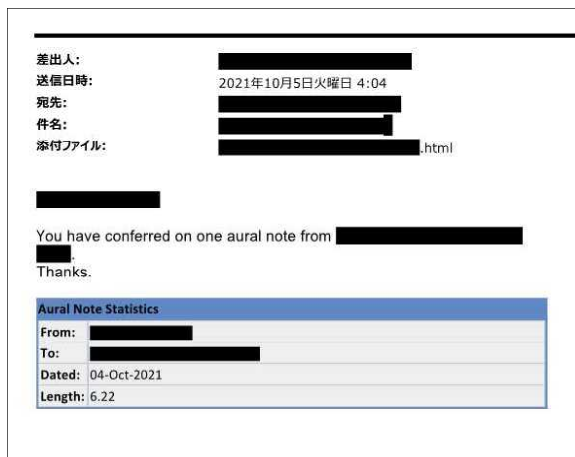 差出人:
送信日時: 2021年10月5日火曜日 4:04
宛先:
件名:
添付ファイル: .html
You have conferred on one aural note from
.
Thanks.
Aural Note Statistics
From:
To:
Dated: 04-Oct-2021
Length: 6.22